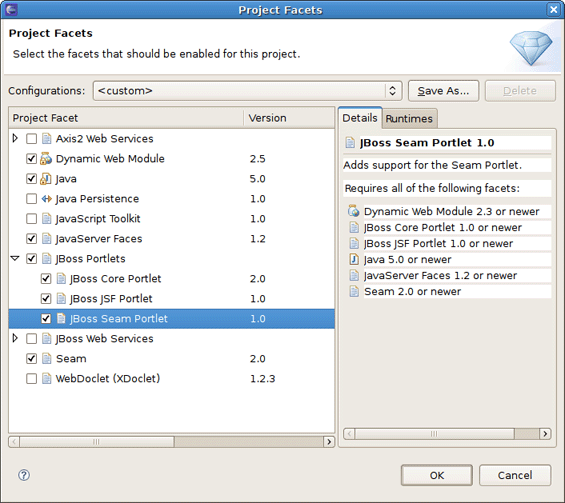 Project Facets
Project Facets
Select the facets that should be enabled for this project.
Configurations: <custom> Save As... Delete
Project Facet Version
Axis2 Web Services
Dynamic Web Module 2.5
Java 5.0
Java Persistence 1.0
JavaScript Toolkit 1.0
JavaServer Faces 1.2
JBoss Portlets
JBoss Core Portlet 2.0
JBoss JSF Portlet 1.0
JBoss Seam Portlet 1.0
JBoss Web Services
Seam 2.0
WebDoclet (XDoclet) 1.2.3
Details Runtimes
JBoss Seam Portlet 1.0
Adds support for the Seam Portlet.
Requires all of the following facets:
Dynamic Web Module 2.3 or newer
JBoss Core Portlet 1.0 or newer
JBoss JSF Portlet 1.0 or newer
Java 5.0 or newer
JavaServer Faces 1.2 or newer
Seam 2.0 or newer
OK Cancel